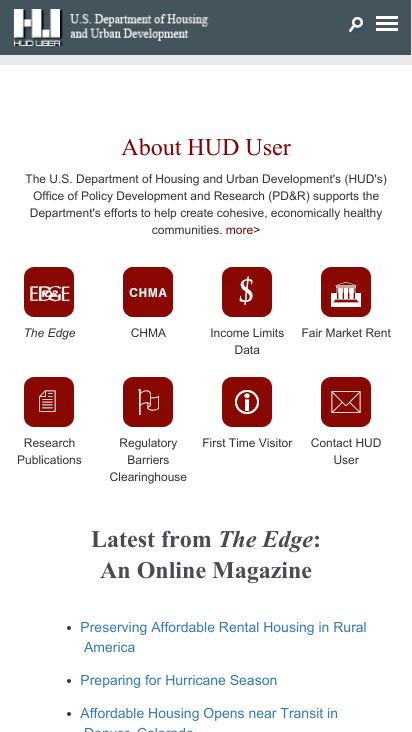 HUD USER
U.S. Department of Housing
and Urban Development
About HUD User
The U.S. Department of Housing and Urban Development's (HUD's)
Office of Policy Development and Research (PD&R) supports the
Department's efforts to help create cohesive, economically healthy
communities. more>
EDGE
CHMA
$
The Edge
CHMA
Income Limits
Data
Fair Market Rent
Research
Publications
Regulatory
Barriers
Clearinghouse
First Time Visitor
Contact HUD
User
Latest from The Edge:
An Online Magazine
• Preserving Affordable Rental Housing in Rural
America
• Preparing for Hurricane Season
• Affordable Housing Opens near Transit in
Denver, Colorado